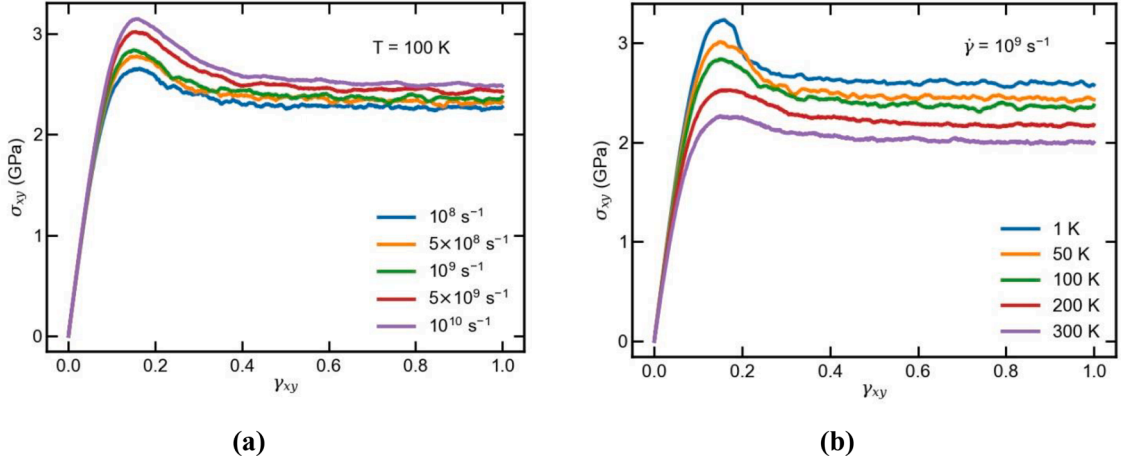 T = 100 K
σxy (GPa)
3
2
1
0
10⁸ s⁻¹
5×10⁸ s⁻¹
10⁹ s⁻¹
5×10⁹ s⁻¹
10¹⁰ s⁻¹
0.0 0.2 0.4 0.6 0.8 1.0
γxy
(a)
γ̇ = 10⁹ s⁻¹
σxy (GPa)
3
2
1
0
1 K
50 K
100 K
200 K
300 K
0.0 0.2 0.4 0.6 0.8 1.0
γxy
(b)